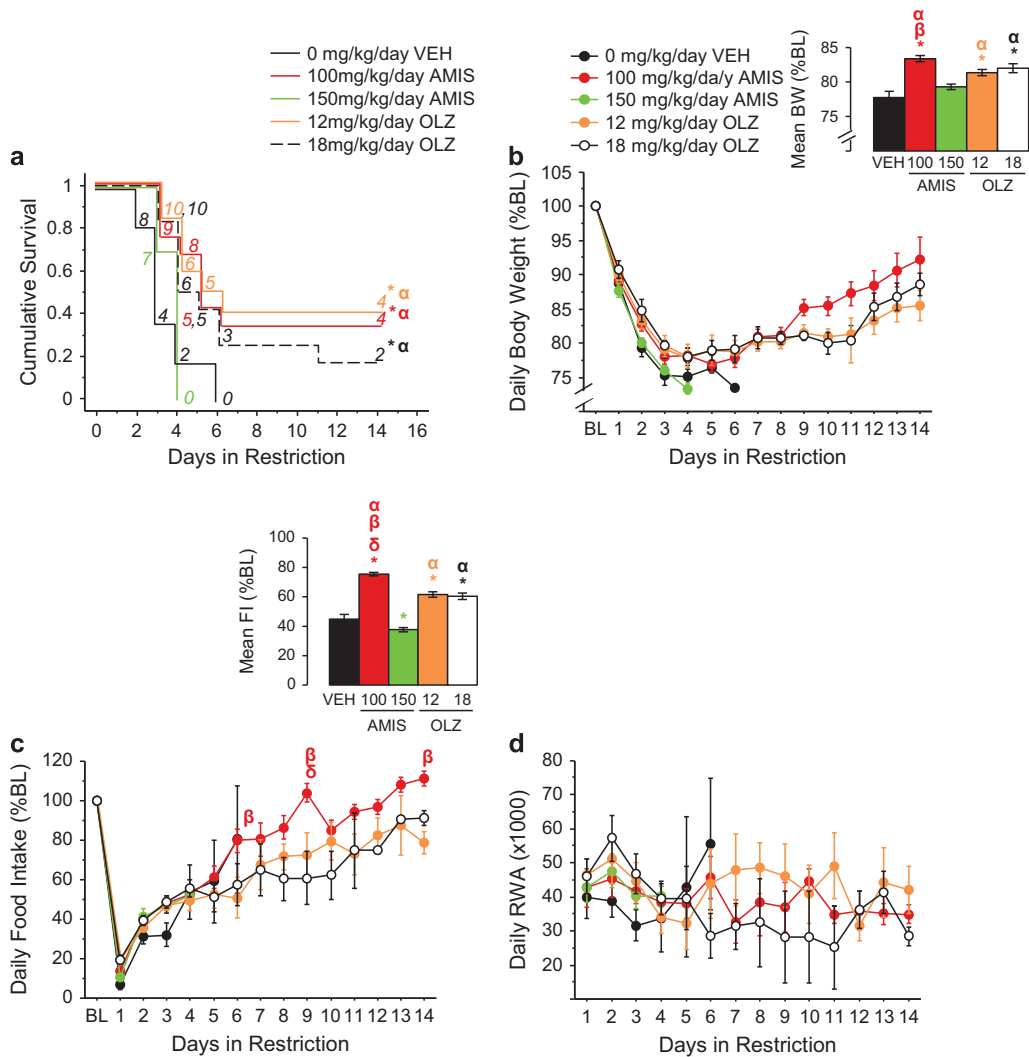 0 mg/kg/day VEH
100mg/kg/day AMIS
150mg/kg/day AMIS
12mg/kg/day OLZ
18mg/kg/day OLZ
a
Cumulative Survival
1
0.8
0.6
0.4
0.2
0
8
7
4
2
0
0
10,10
9
8
6
6
5
5,5
3
4 * α
4 * α
2 * α
0 2 4 6 8 10 12 14 16
Days in Restriction
0 mg/kg/day VEH
100 mg/kg/da/y AMIS
150 mg/kg/day AMIS
12 mg/kg/day OLZ
18 mg/kg/day OLZ
Mean BW (%BL)
85
80
75
α
β
*
α
*
α
*
VEH 100 150 12 18
AMIS OLZ
b
Daily Body Weight (%BL)
100
95
90
85
80
75
BL 1 2 3 4 5 6 7 8 9 10 11 12 13 14
Days in Restriction
Mean FI (%BL)
100
80
60
40
20
0
α
β
δ
*
*
α
*
α
*
VEH 100 150 12 18
AMIS OLZ
c
Daily Food Intake (%BL)
120
100
80
60
40
20
0
β
β
δ
β
BL 1 2 3 4 5 6 7 8 9 10 11 12 13 14
Days in Restriction
d
Daily RWA (x1000)
80
70
60
50
40
30
20
1 2 3 4 5 6 7 8 9 10 11 12 13 14
Days in Restriction